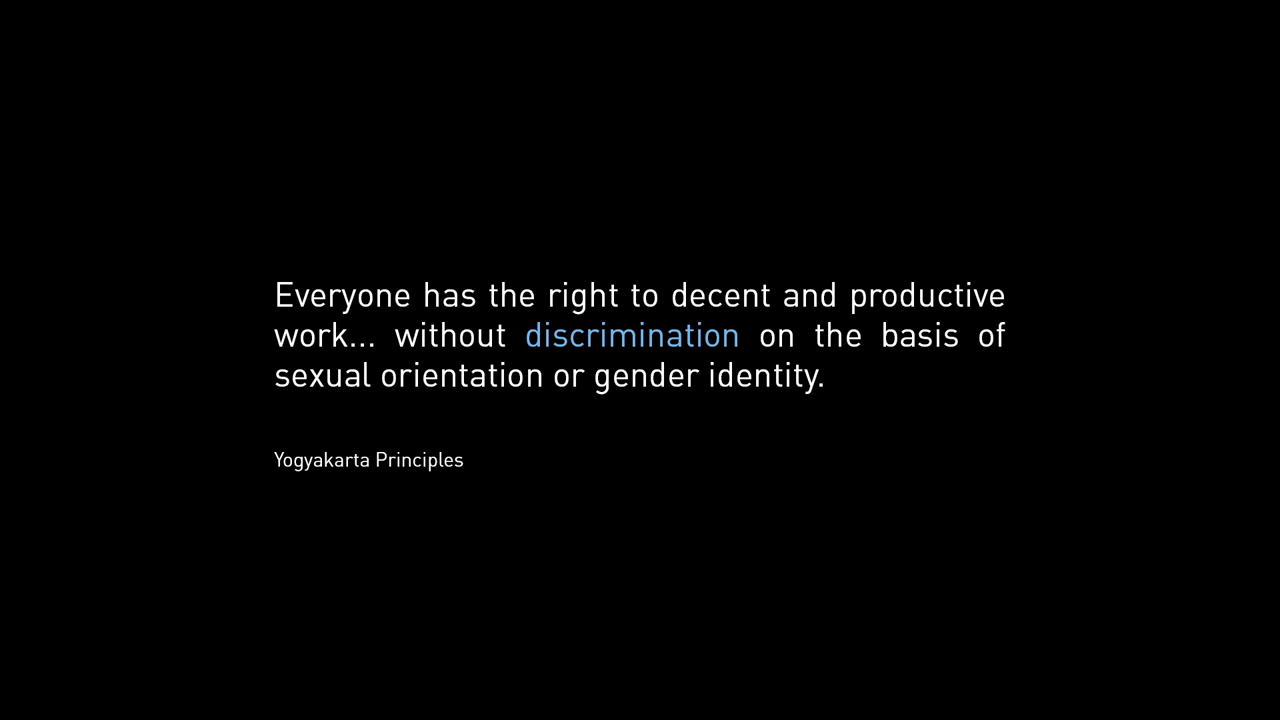 Everyone has the right to decent and productive
work... without discrimination on the basis of
sexual orientation or gender identity.
Yogyakarta Principles